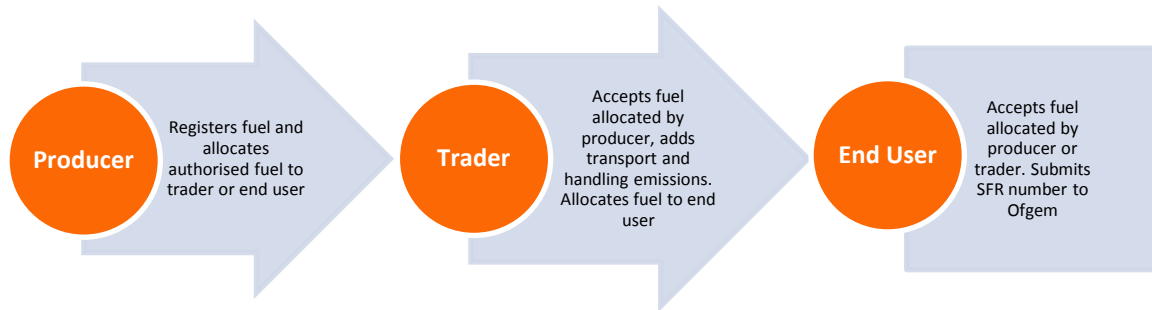 Producer
Registers fuel and
allocates
authorised fuel to
trader or end user
Trader
Accepts fuel
allocated by
producer, adds
transport and
handling emissions.
Allocates fuel to end
user
End User
Accepts fuel
allocated by
producer or
trader. Submits
SFR number to
Ofgem